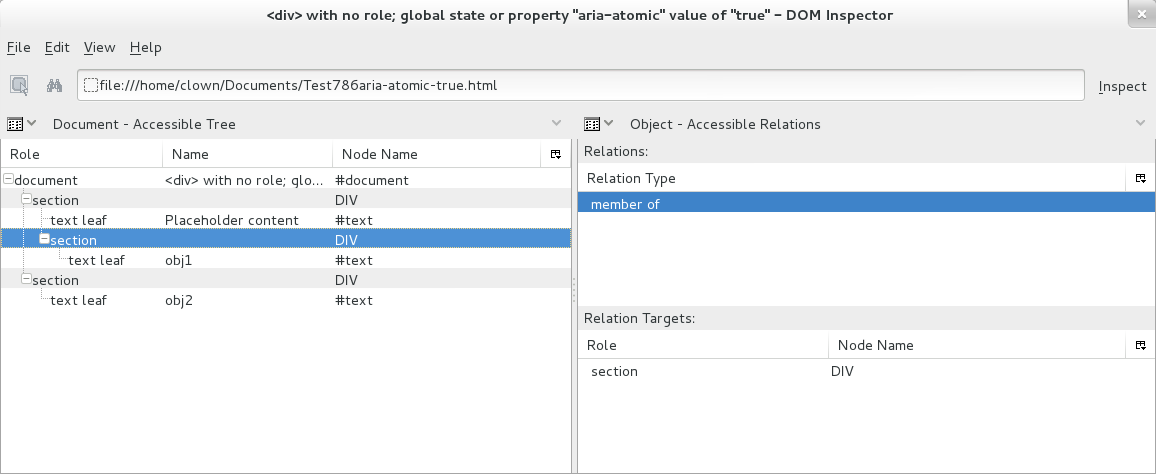 <div> with no role; global state or property "aria-atomic" value of "true" – DOM Inspector
File Edit View Help
file:///home/clown/Documents/Test786aria-atomic-true.html Inspect
Document - Accessible Tree
Role Name Node Name
document <div> with no role; glo... #document
section DIV
text leaf Placeholder content #text
section DIV
text leaf obj1 #text
section DIV
text leaf obj2 #text
Object - Accessible Relations
Relations:
Relation Type
member of
Relation Targets:
Role Node Name
section DIV